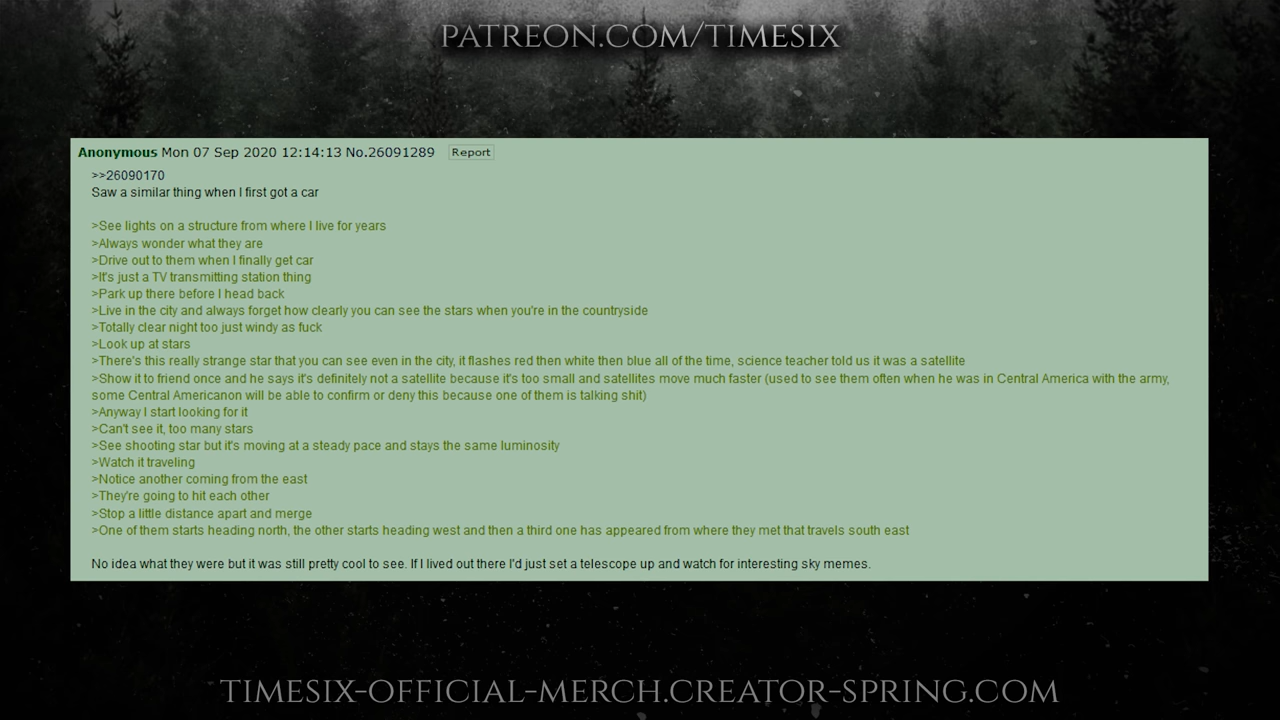 PATREON.COM/TIMESIX
Anonymous Mon 07 Sep 2020 12:14:13 No.26091289 Report
>>26090170
Saw a similar thing when I first got a car
>See lights on a structure from where I live for years
>Always wonder what they are
>Drive out to them when I finally get car
>It's just a TV transmitting station thing
>Park up there before I head back
>Live in the city and always forget how clearly you can see the stars when you're in the countryside
>Totally clear night too just windy as fuck
>Look up at stars
>There's this really strange star that you can see even in the city, it flashes red then white then blue all of the time, science teacher told us it was a satellite
>Show it to friend once and he says it's definitely not a satellite because it's too small and satellites move much faster (used to see them often when he was in Central America with the army,
some Central Americanon will be able to confirm or deny this because one of them is talking shit)
>Anyway I start looking for it
>Can't see it, too many stars
>See shooting star but it's moving at a steady pace and stays the same luminosity
>Watch it traveling
>Notice another coming from the east
>They're going to hit each other
>Stop a little distance apart and merge
>One of them starts heading north, the other starts heading west and then a third one has appeared from where they met that travels south east
No idea what they were but it was still pretty cool to see. If I lived out there I'd just set a telescope up and watch for interesting sky memes.
TIMESIX-OFFICIAL-MERCH.CREATOR-SPRING.COM